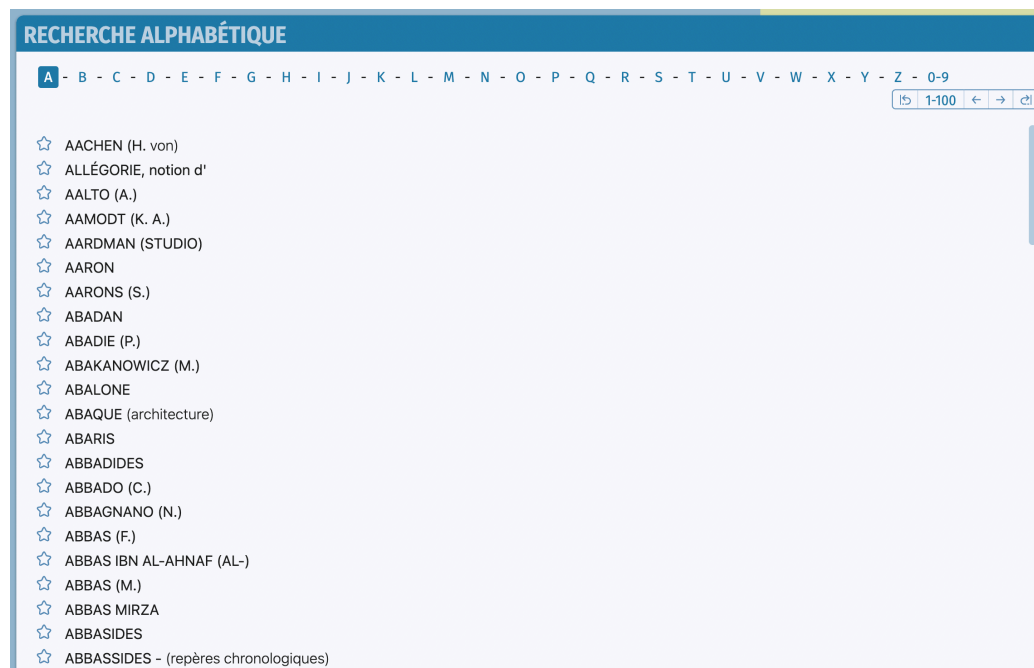 RECHERCHE ALPHABÉTIQUE
A - B - C - D - E - F - G - H - I - J - K - L - M - N - O - P - Q - R - S - T - U - V - W - X - Y - Z - 0-9
1-100
AACHEN (H. von)
ALLÉGORIE, notion d'
AALTO (A.)
AAMODT (K. A.)
AARDMAN (STUDIO)
AARON
AARONS (S.)
ABADAN
ABADIE (P.)
ABAKANOWICZ (M.)
ABALONE
ABAQUE (architecture)
ABARIS
ABBADIDES
ABBADO (C.)
ABBAGNANO (N.)
ABBAS (F.)
ABBAS IBN AL-AHNAF (AL-)
ABBAS (M.)
ABBAS MIRZA
ABBASIDES
ABBASSIDES - (repères chronologiques)